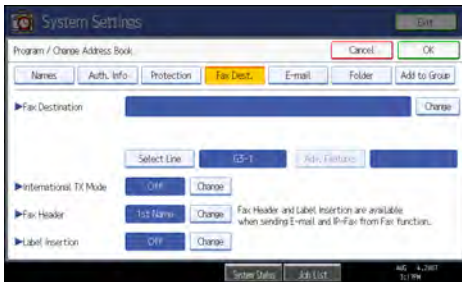 System Settings
Exit
Program / Change Address Book
Cancel
OK
Names
Auth. Info
Protection
Fax Dest.
E-mail
Folder
Add to Group
▶Fax Destination
Change
Select Line
G3-1
Adv. Features
▶International TX Mode
Off
Change
▶Fax Header
1st Name
Change
Fax Header and Label Insertion are available
when sending E-mail and IP-Fax from Fax function.
▶Label Insertion
Off
Change
System Status
Job List
AUG 4,2007